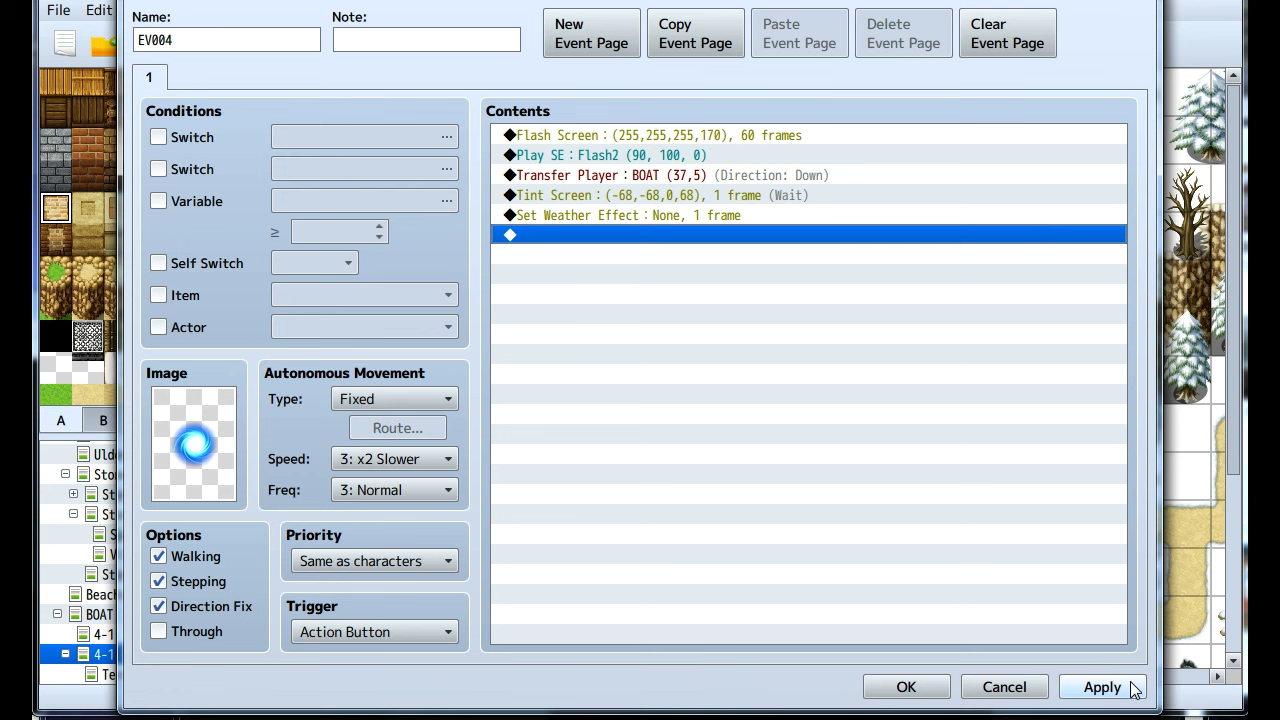 File Edit
Name:
EV004
Note:
New
Event Page
Copy
Event Page
Paste
Event Page
Delete
Event Page
Clear
Event Page
1
Conditions
Switch ...
Switch ...
Variable ...
≥
Self Switch
Item
Actor
Image
Autonomous Movement
Type: Fixed
Route...
Speed: 3: x2 Slower
Freq: 3: Normal
Options
Walking
Stepping
Direction Fix
Through
Priority
Same as characters
Trigger
Action Button
Contents
◆Flash Screen : (255,255,255,170), 60 frames
◆Play SE : Flash2 (90, 100, 0)
◆Transfer Player : BOAT (37,5) (Direction: Down)
◆Tint Screen : (-68,-68,0,68), 1 frame (Wait)
◆Set Weather Effect : None, 1 frame
◆
OK
Cancel
Apply
A B
BOAT
4-1
4-1